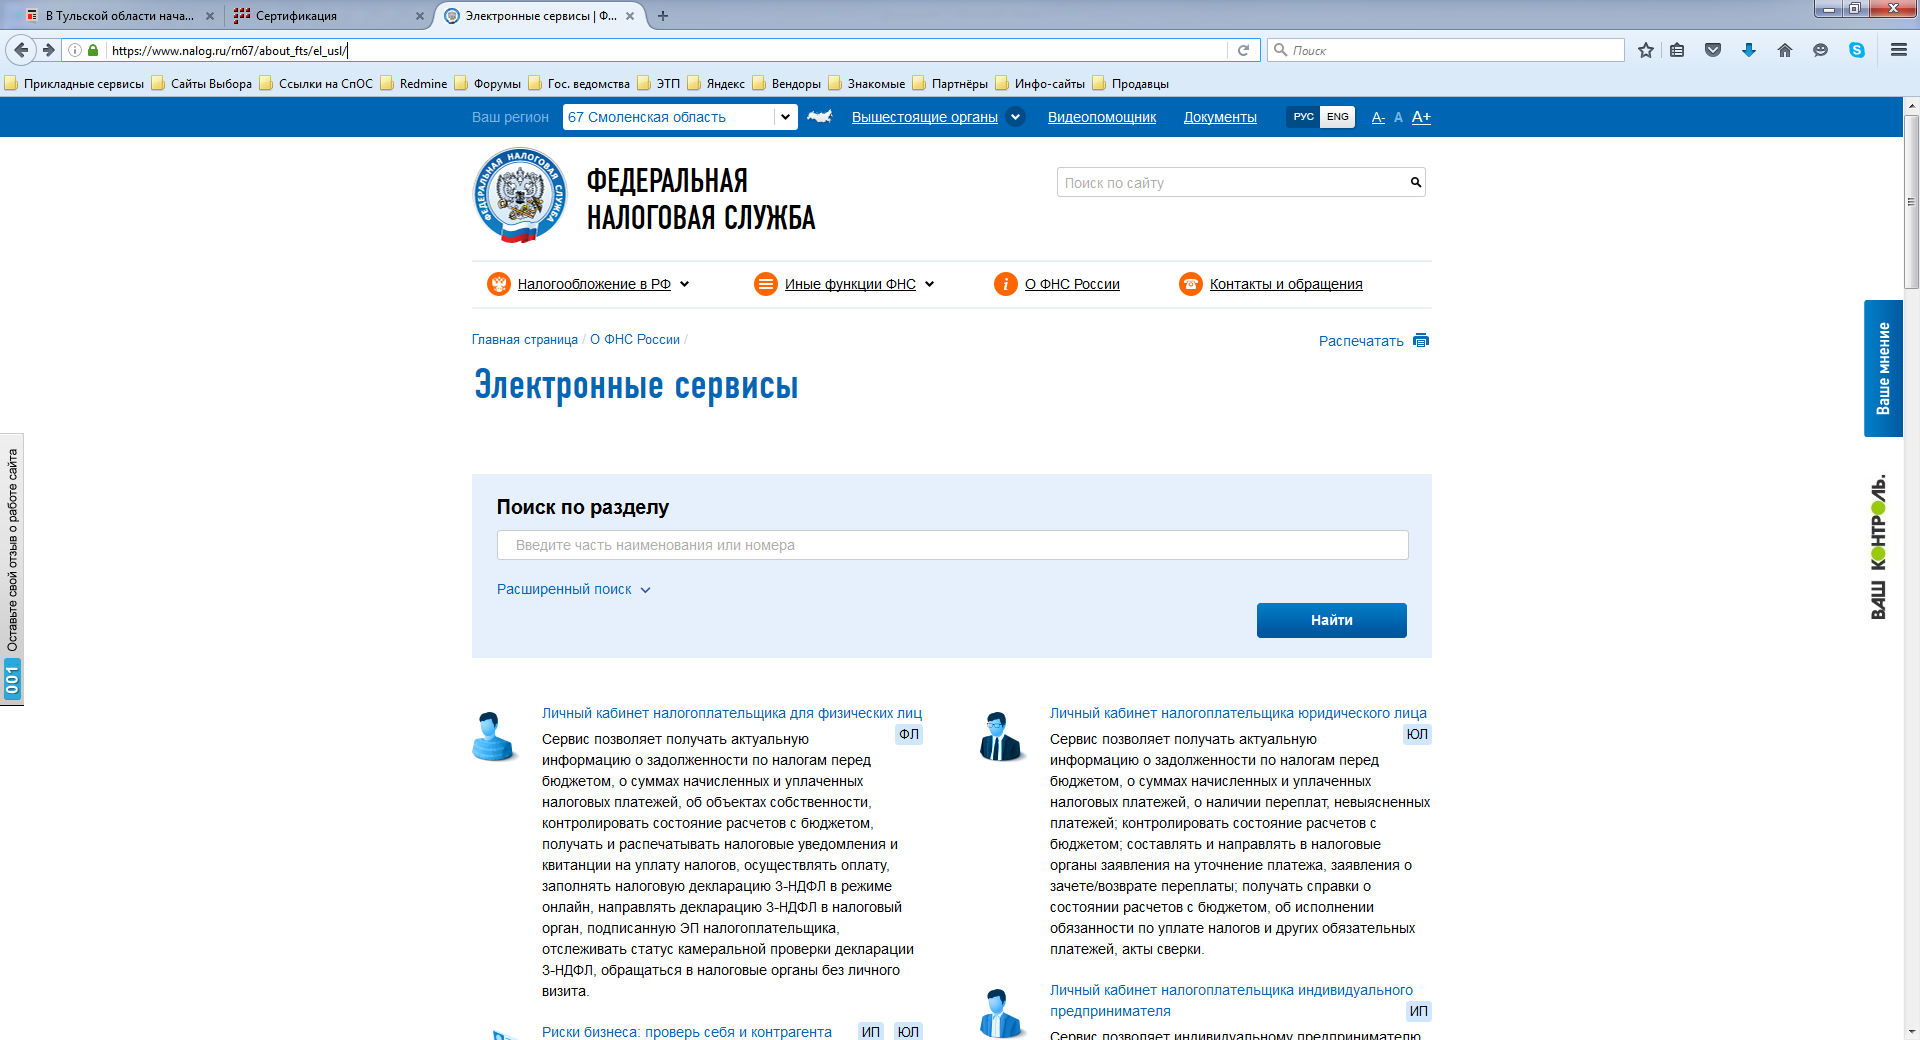 В Тульской области нача...
Сертификация
Электронные сервисы | Ф...
https://www.nalog.ru/rn67/about_fts/el_usl/
Поиск
Прикладные сервисы Сайты Выбора Ссылки на СпОС Redmine Форумы Гос. ведомства ЭТП Яндекс Вендоры Знакомые Партнёры Инфо-сайты Продавцы
Ваш регион 67 Смоленская область Вышестоящие органы Видеопомощник Документы РУС ENG A- A A+
ФЕДЕРАЛЬНАЯ НАЛОГОВАЯ СЛУЖБА
ФЕДЕРАЛЬНАЯ
НАЛОГОВАЯ СЛУЖБА
Поиск по сайту
Налогообложение в РФ Иные функции ФНС О ФНС России Контакты и обращения
Главная страница / О ФНС России /
Распечатать
Электронные сервисы
Поиск по разделу
Введите часть наименования или номера
Расширенный поиск
Найти
Личный кабинет налогоплательщика для физических лиц
ФЛ
Сервис позволяет получать актуальную
информацию о задолженности по налогам перед
бюджетом, о суммах начисленных и уплаченных
налоговых платежей, об объектах собственности,
контролировать состояние расчетов с бюджетом,
получать и распечатывать налоговые уведомления и
квитанции на уплату налогов, осуществлять оплату,
заполнять налоговую декларацию 3-НДФЛ в режиме
онлайн, направлять декларацию 3-НДФЛ в налоговый
орган, подписанную ЭП налогоплательщика,
отслеживать статус камеральной проверки декларации
3-НДФЛ, обращаться в налоговые органы без личного
визита.
Риски бизнеса: проверь себя и контрагента
ИП ЮЛ
Личный кабинет налогоплательщика юридического лица
ЮЛ
Сервис позволяет получать актуальную
информацию о задолженности по налогам перед
бюджетом, о суммах начисленных и уплаченных
налоговых платежей, о наличии переплат, невыясненных
платежей; контролировать состояние расчетов с
бюджетом; составлять и направлять в налоговые
органы заявления на уточнение платежа, заявления о
зачете/возврате переплаты; получать справки о
состоянии расчетов с бюджетом, об исполнении
обязанности по уплате налогов и других обязательных
платежей, акты сверки.
Личный кабинет налогоплательщика индивидуального
предпринимателя
ИП
Сервис позволяет индивидуальному предпринимателю
Оставьте свой отзыв о работе сайта
001
Ваше мнение
ВАШ КОНТРОЛЬ.